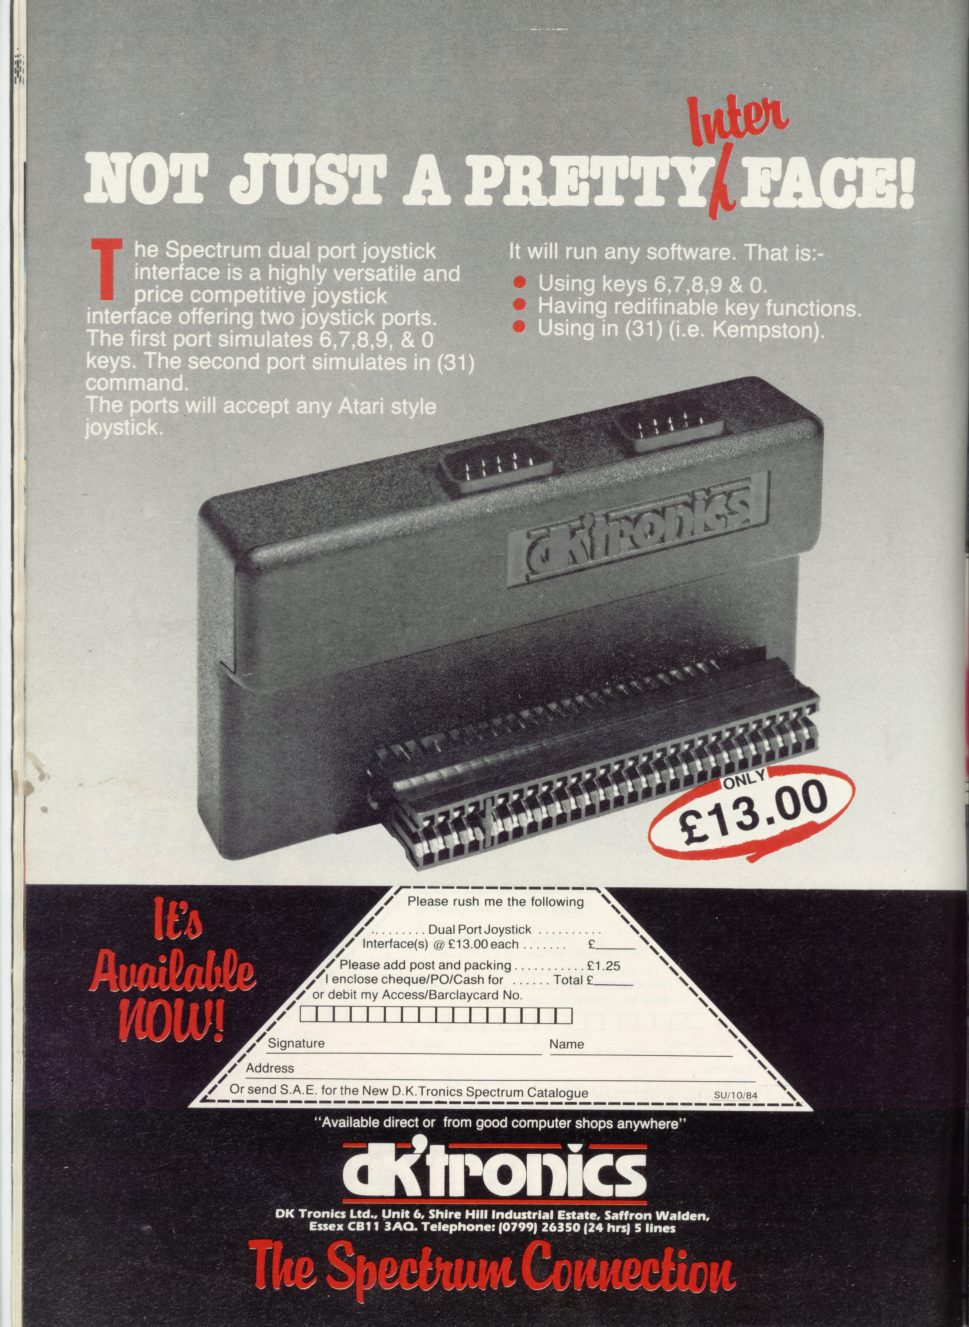 Inter
NOT JUST A PRETTY FACE!
The Spectrum dual port joystick
interface is a highly versatile and
price competitive joystick
interface offering two joystick ports.
The first port simulates 6,7,8,9, & 0
keys. The second port simulates in (31)
command.
The ports will accept any Atari style
joystick.
It will run any software. That is:-
● Using keys 6,7,8,9 & 0.
● Having redifinable key functions.
● Using in (31) (i.e. Kempston).
dk'tronics
ONLY
£13.00
It's
Available
NOW!
Please rush me the following
......... Dual Port Joystick ..........
Interface(s) @ £13.00 each ....... £______
Please add post and packing ..........£1.25
I enclose cheque/PO/Cash for ...... Total £______
or debit my Access/Barclaycard No.
Signature Name
Address
Or send S.A.E. for the New D.K.Tronics Spectrum Catalogue SU/10/84
"Available direct or from good computer shops anywhere"
dk'tronics
DK Tronics Ltd., Unit 6, Shire Hill Industrial Estate, Saffron Walden,
Essex CB11 3AQ. Telephone: (0799) 26350 (24 hrs) 5 lines
The Spectrum Connection